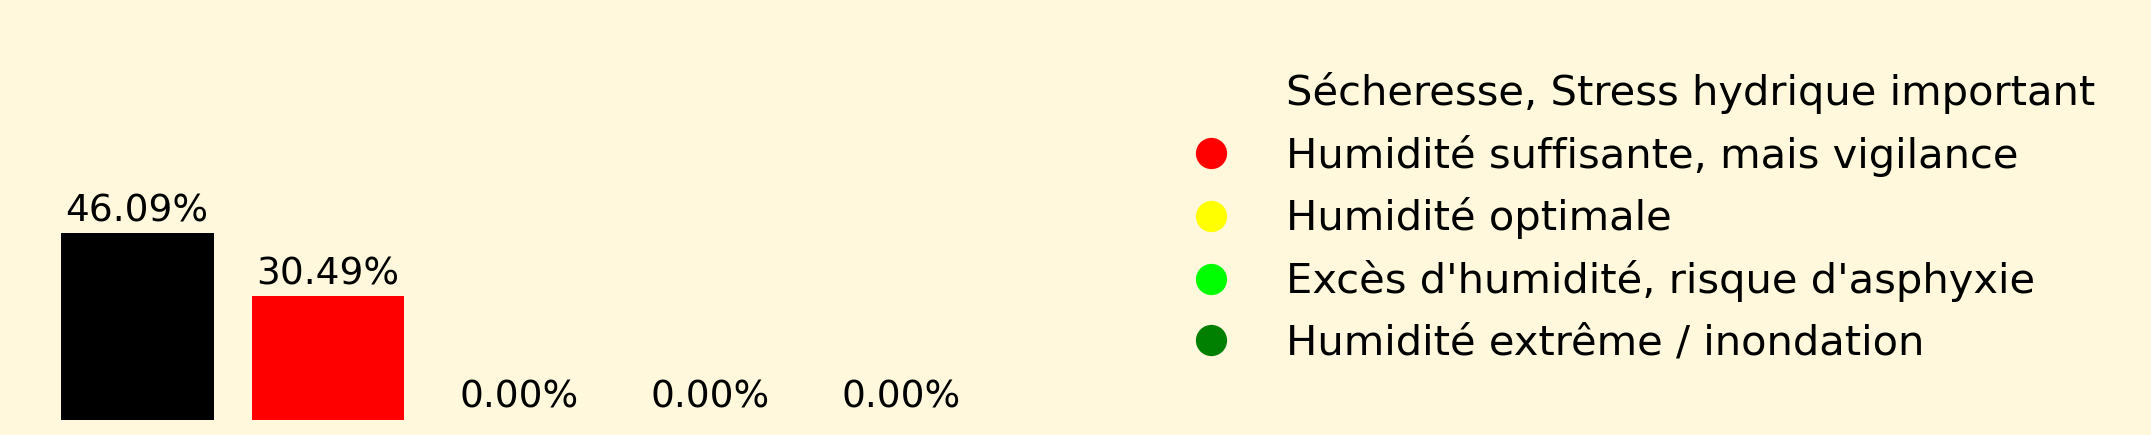 46.09%
30.49%
0.00%
0.00%
0.00%
Sécheresse, Stress hydrique important
Humidité suffisante, mais vigilance
Humidité optimale
Excès d'humidité, risque d'asphyxie
Humidité extrême / inondation